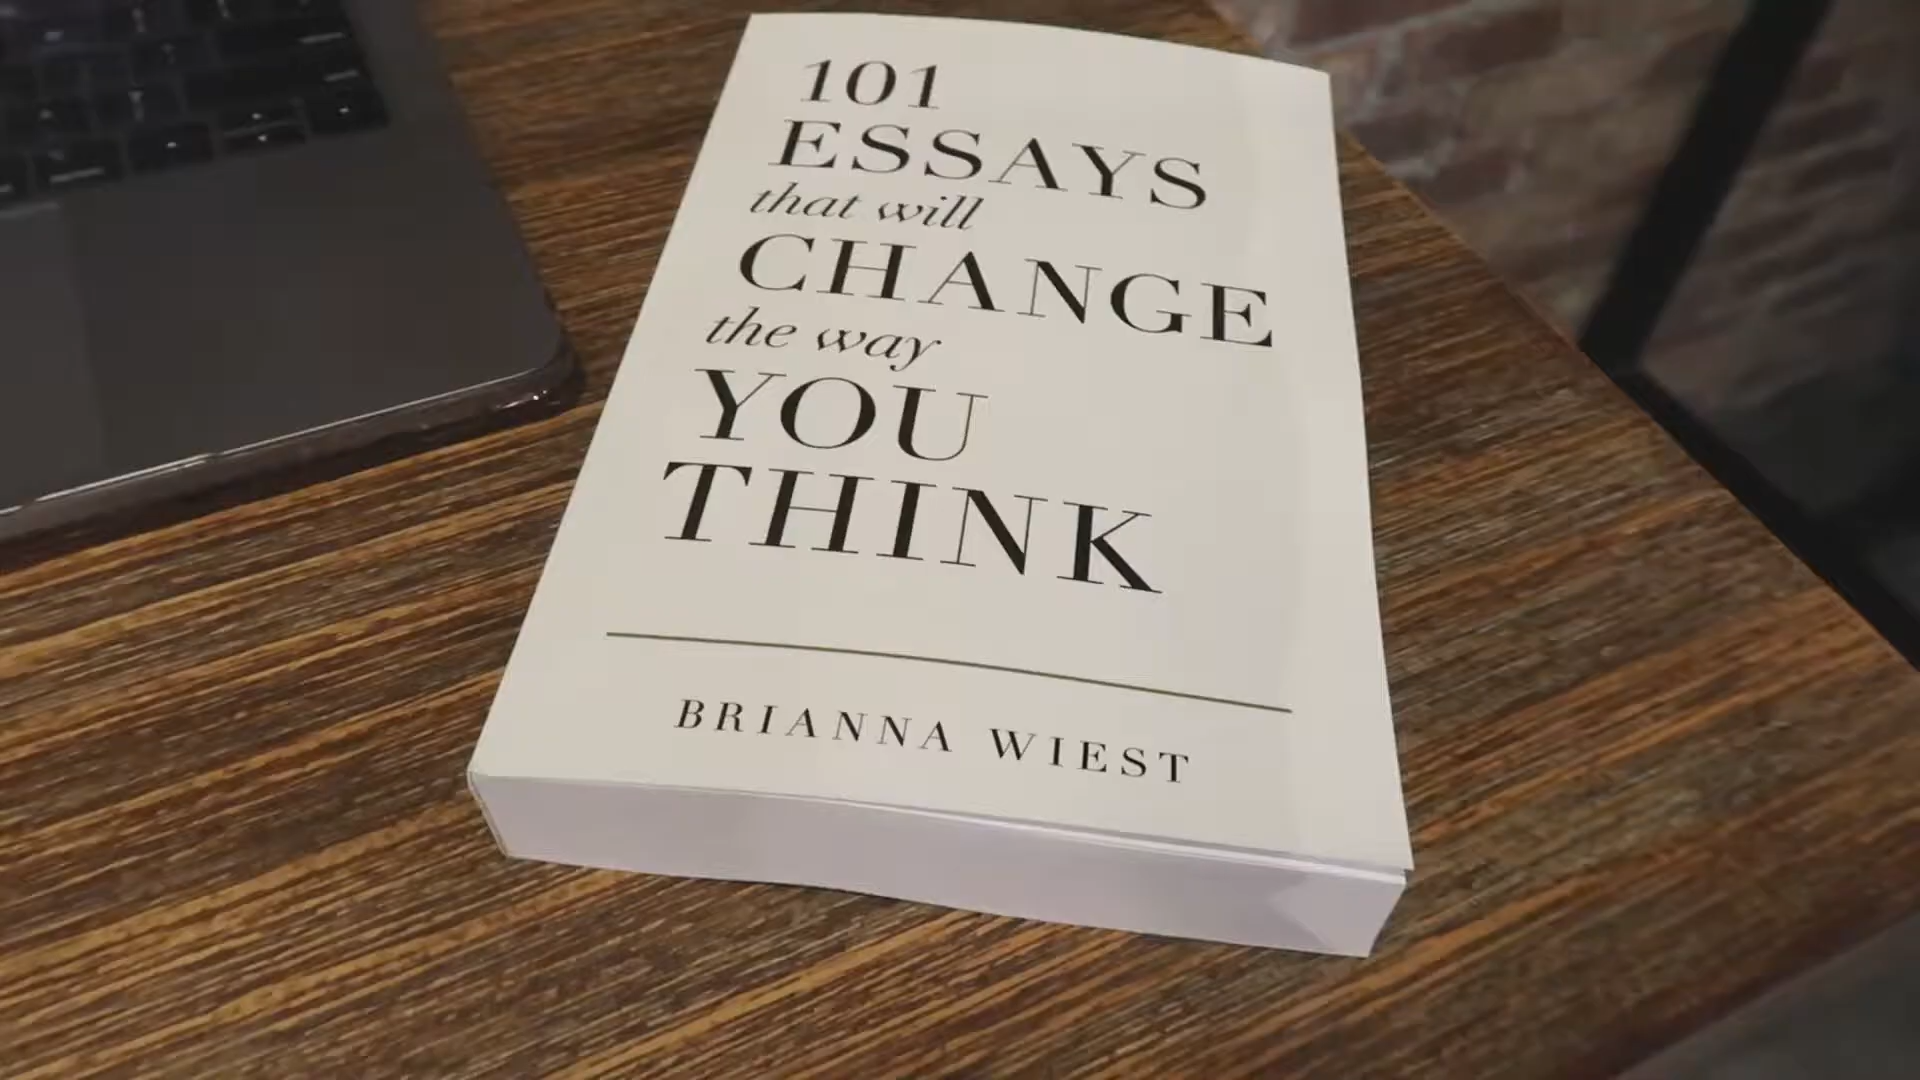 101
ESSAYS
that will
CHANGE
the way
YOU
THINK
BRIANNA WIEST